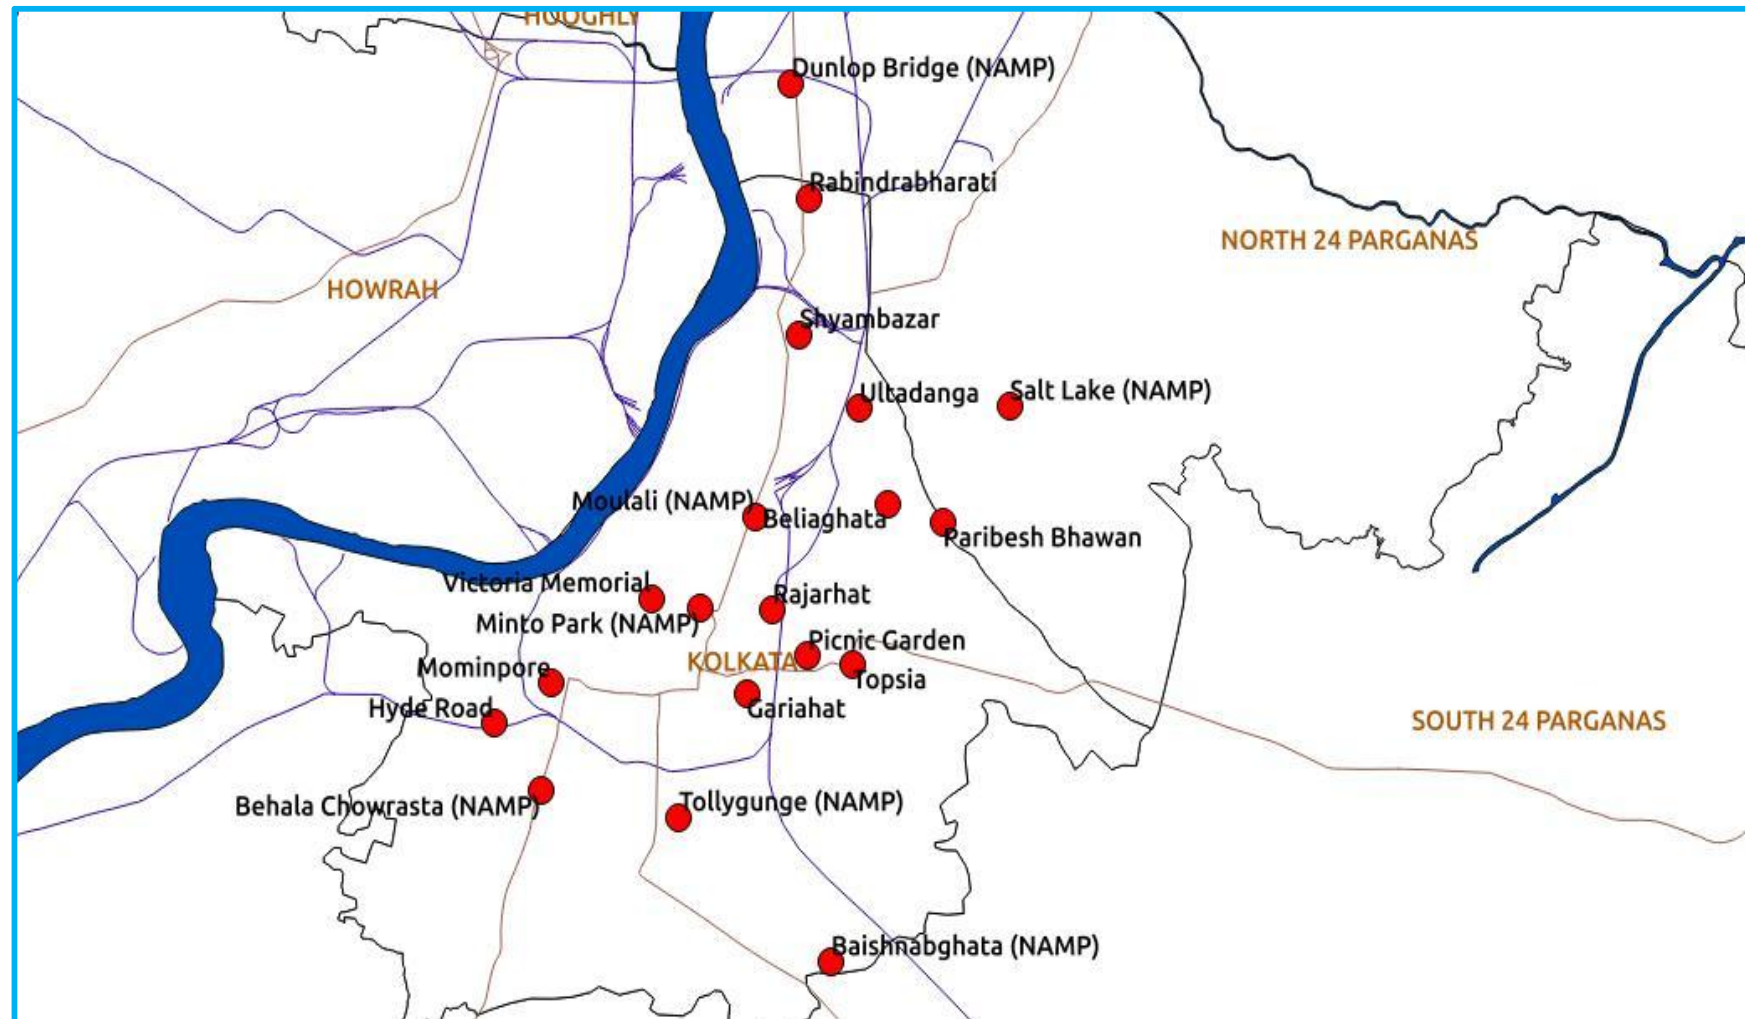 HOOGHLY
Dunlop Bridge (NAMP)
Rabindrabharati
NORTH 24 PARGANAS
HOWRAH
Shyambazar
Ultadanga
Salt Lake (NAMP)
Moulali (NAMP)
Beliaghata
Paribesh Bhawan
Victoria Memorial
Rajarhat
Minto Park (NAMP)
Picnic Garden
KOLKATA
Mominpore
Topsia
Hyde Road
Gariahat
SOUTH 24 PARGANAS
Behala Chowrasta (NAMP)
Tollygunge (NAMP)
Baishnabghata (NAMP)